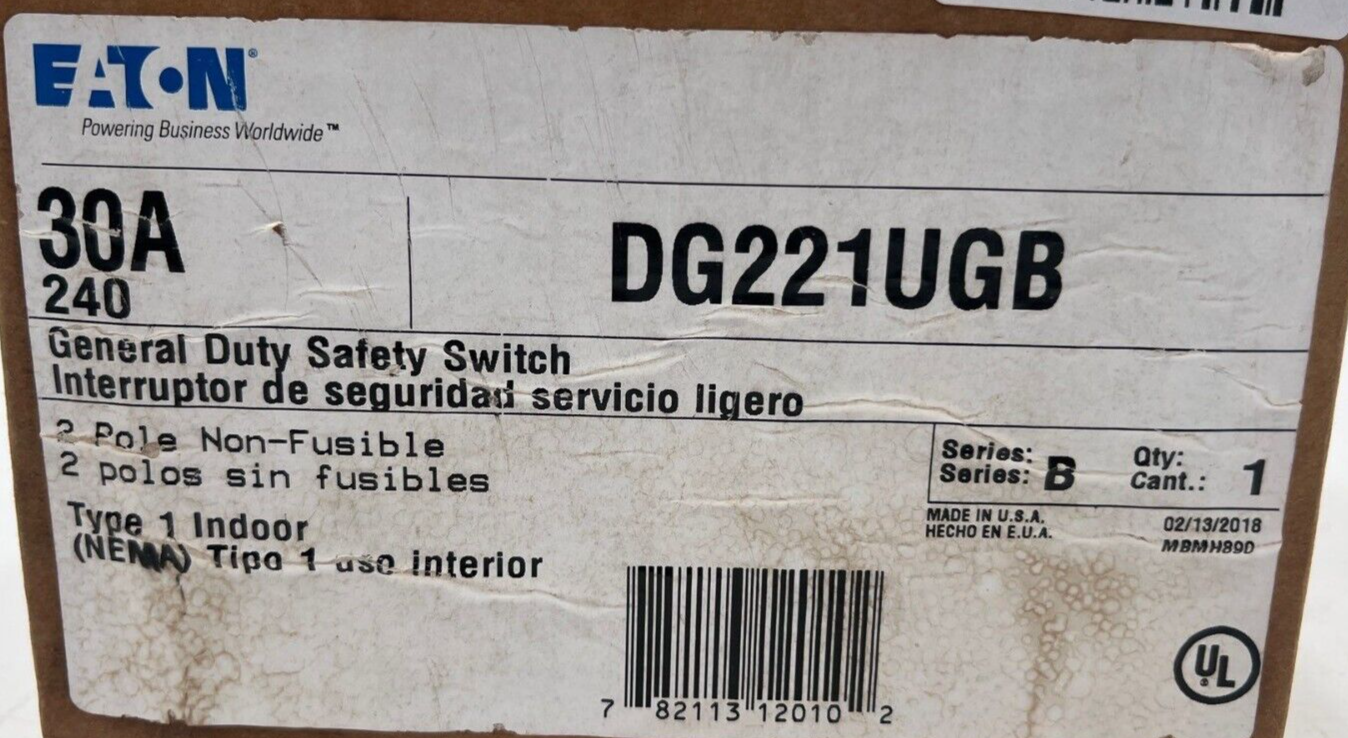 EATON®
Powering Business Worldwide™
30A
240
DG221UGB
General Duty Safety Switch
Interruptor de seguridad servicio ligero
2 Pole Non-Fusible
2 polos sin fusibles
Type 1 Indoor
(NEMA) Tipo 1 uso interior
Series:
Series: B
Qty:
Cant.: 1
MADE IN U.S.A.
HECHO EN E.U.A.
02/13/2018
MBMH89D
7 82113 12010 2
UL